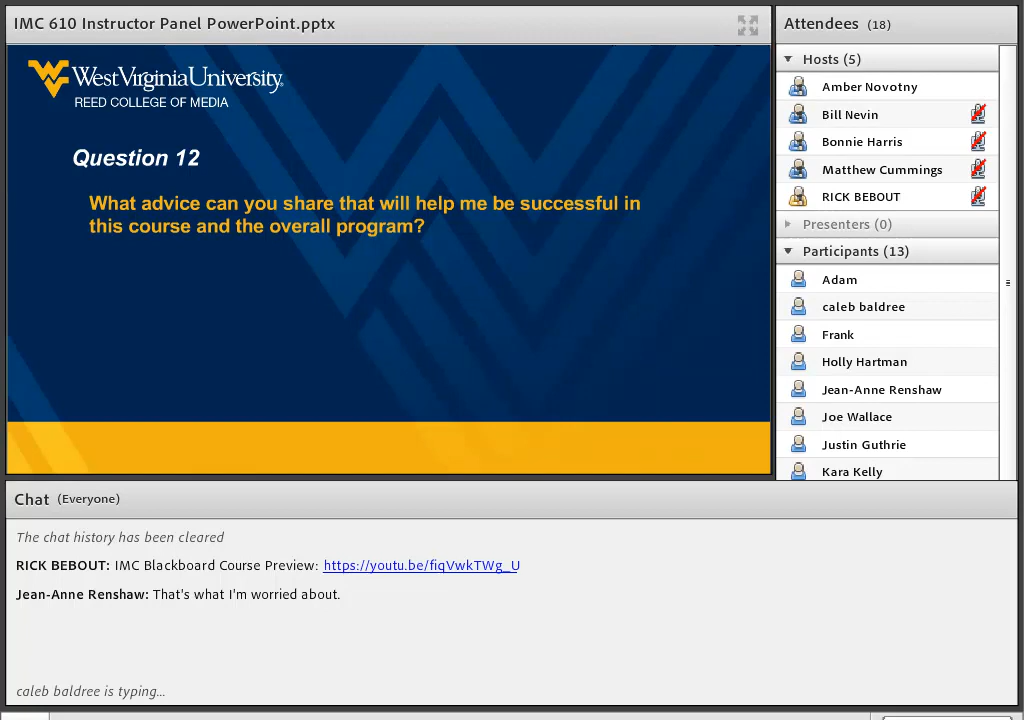 IMC 610 Instructor Panel PowerPoint.pptx
West Virginia University
REED COLLEGE OF MEDIA
Question 12
What advice can you share that will help me be successful in
this course and the overall program?
Attendees (18)
Hosts (5)
Amber Novotny
Bill Nevin
Bonnie Harris
Matthew Cummings
RICK BEBOUT
Presenters (0)
Participants (13)
Adam
caleb baldree
Frank
Holly Hartman
Jean-Anne Renshaw
Joe Wallace
Justin Guthrie
Kara Kelly
Chat (Everyone)
The chat history has been cleared
RICK BEBOUT: IMC Blackboard Course Preview: https://youtu.be/fiqVwkTWg_U
Jean-Anne Renshaw: That's what I'm worried about.
caleb baldree is typing...